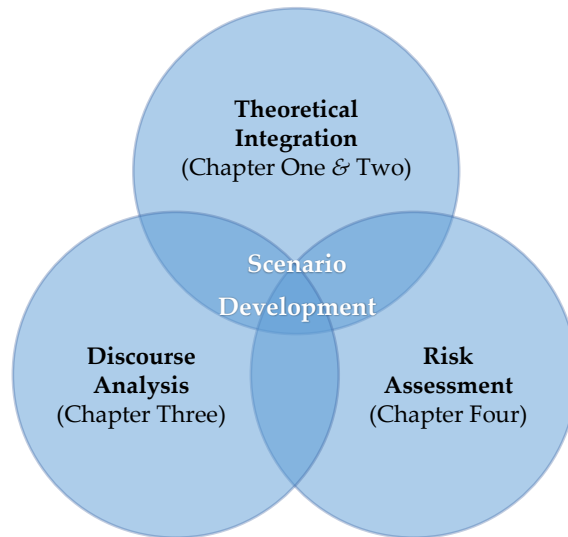 Theoretical
Integration
(Chapter One & Two)
Scenario
Development
Discourse
Analysis
(Chapter Three)
Risk
Assessment
(Chapter Four)